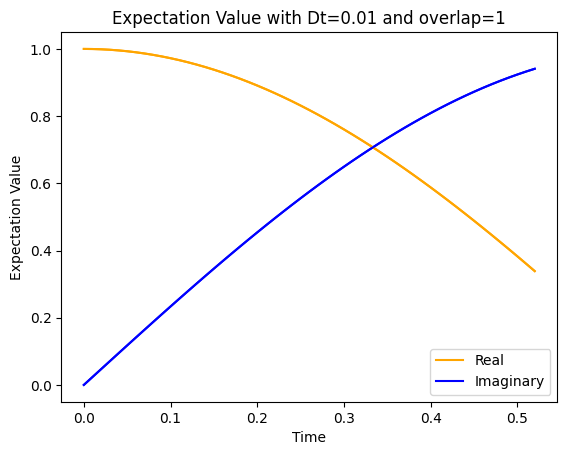 Expectation Value with Dt=0.01 and overlap=1
Expectation Value
1.0
0.8
0.6
0.4
0.2
0.0
Real
Imaginary
0.0 0.1 0.2 0.3 0.4 0.5
Time